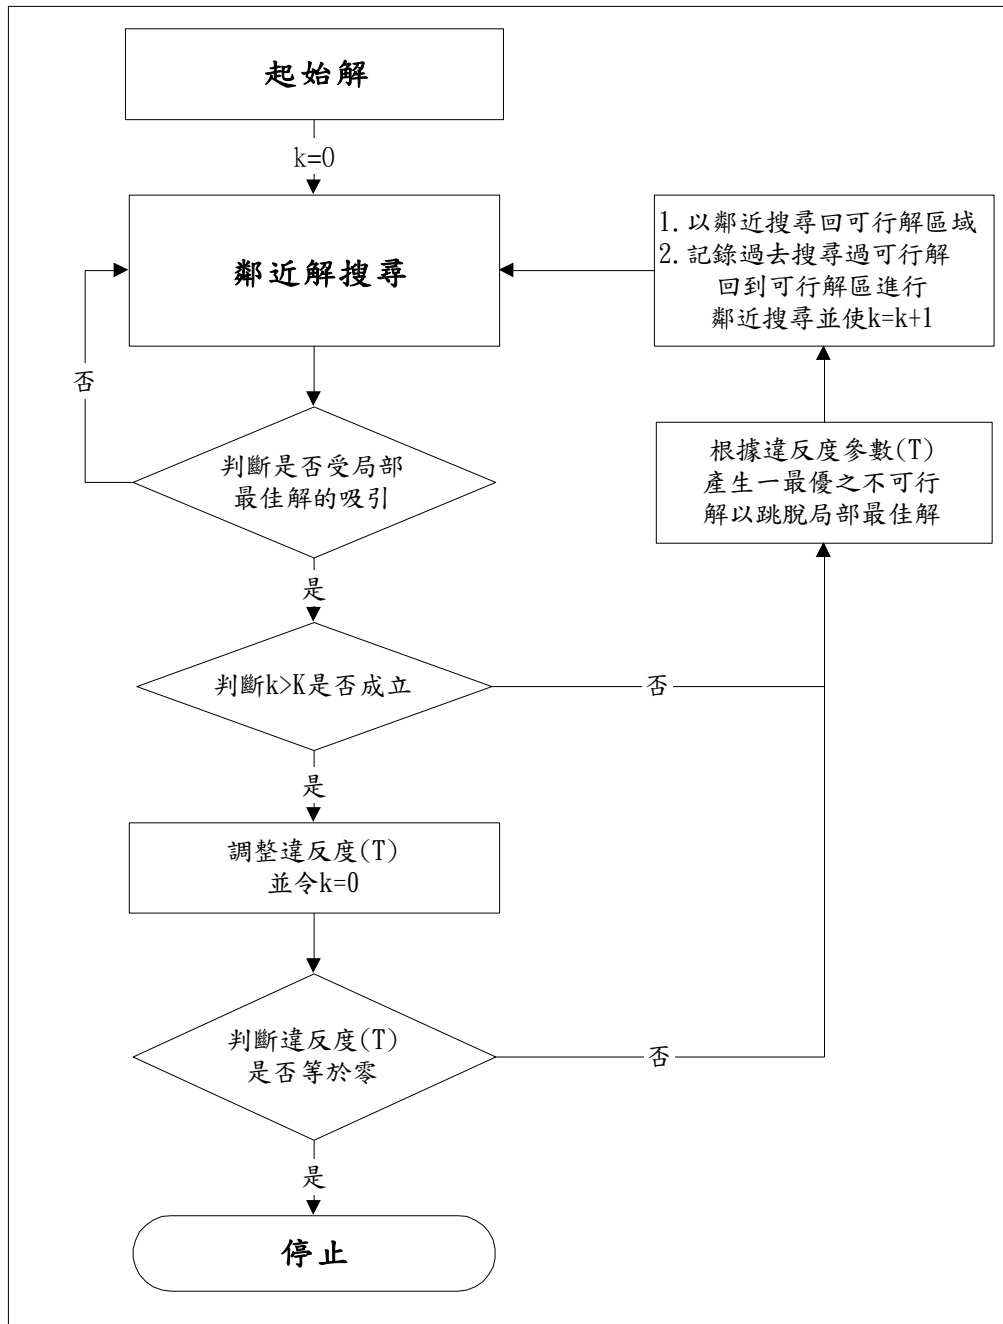 起始解
k=0
鄰近解搜尋
1.以鄰近搜尋回可行解區域
2.記錄過去搜尋過可行解
回到可行解區進行
鄰近搜尋並使k=k+1
否
判斷是否受局部
最佳解的吸引
根據違反度參數(T)
產生一最優之不可行
解以跳脫局部最佳解
是
判斷k>K是否成立
否
是
調整違反度(T)
並令k=0
判斷違反度(T)
是否等於零
否
是
停止